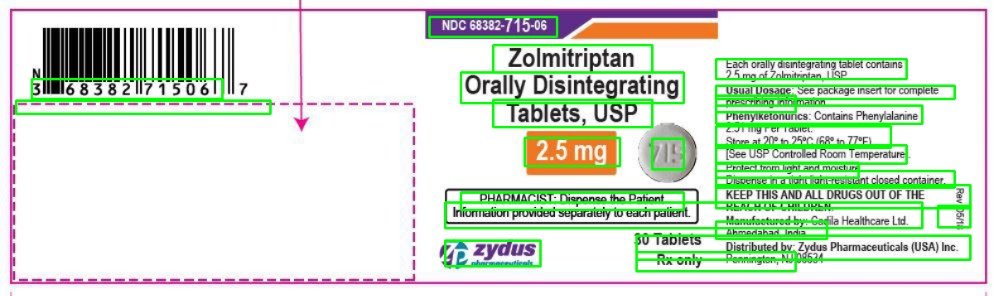 N
3 68382 71506 7
NDC 68382-715-06
Zolmitriptan
Orally Disintegrating
Tablets, USP
2.5 mg
715
PHARMACIST: Dispense the Patient
Information provided separately to each patient.
zydus
pharmaceuticals
30 Tablets
Rx only
Each orally disintegrating tablet contains
2.5 mg of Zolmitriptan, USP
Usual Dosage: See package insert for complete
prescribing information
Phenylketonurics: Contains Phenylalanine
2.51 mg Per Tablet.
Store at 20° to 25°C (68° to 77°F)
[See USP Controlled Room Temperature].
Protect from light and moisture
Dispense in a tight light-resistant closed container.
KEEP THIS AND ALL DRUGS OUT OF THE
REACH OF CHILDREN
Manufactured by: Cadila Healthcare Ltd.
Ahmedabad, India
Distributed by: Zydus Pharmaceuticals (USA) Inc.
Pennington, NJ 08534
Rev